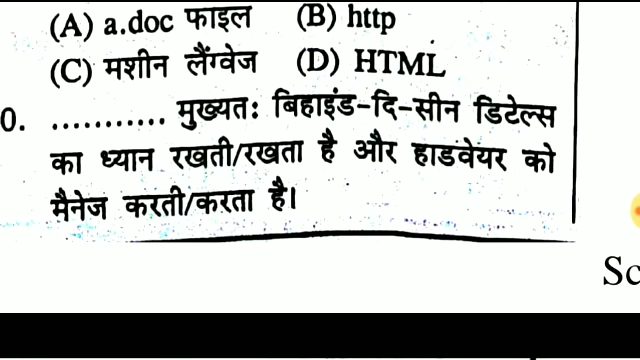 (A) a.doc फाइल (B) http
(C) मशीन लैंग्वेज (D) HTML
0. ........... मुख्यतः बिहाइंड-दि-सीन डिटेल्स
का ध्यान रखती/रखता है और हाडवेयर को
मैनेज करती/करता है।
Sc